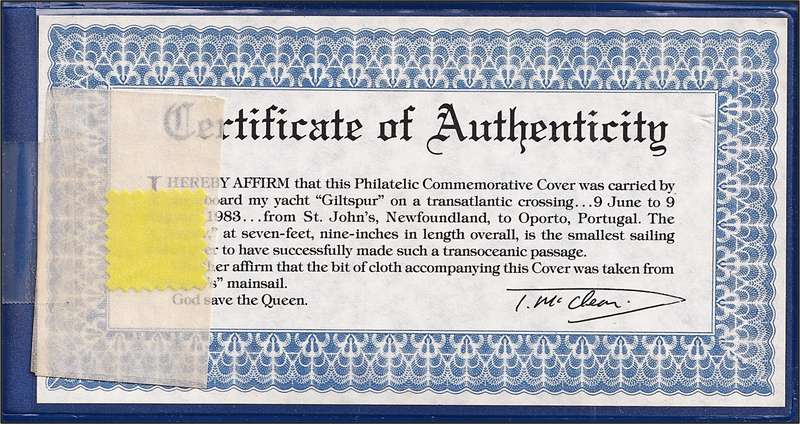 Certificate of Authenticity
I HEREBY AFFIRM that this Philatelic Commemorative Cover was carried by
board my yacht “Giltspur” on a transatlantic crossing...9 June to 9
1983...from St. John’s, Newfoundland, to Oporto, Portugal. The
” at seven-feet, nine-inches in length overall, is the smallest sailing
er to have successfully made such a transoceanic passage.
her affirm that the bit of cloth accompanying this Cover was taken from
s” mainsail.
God save the Queen.
T. McClean.